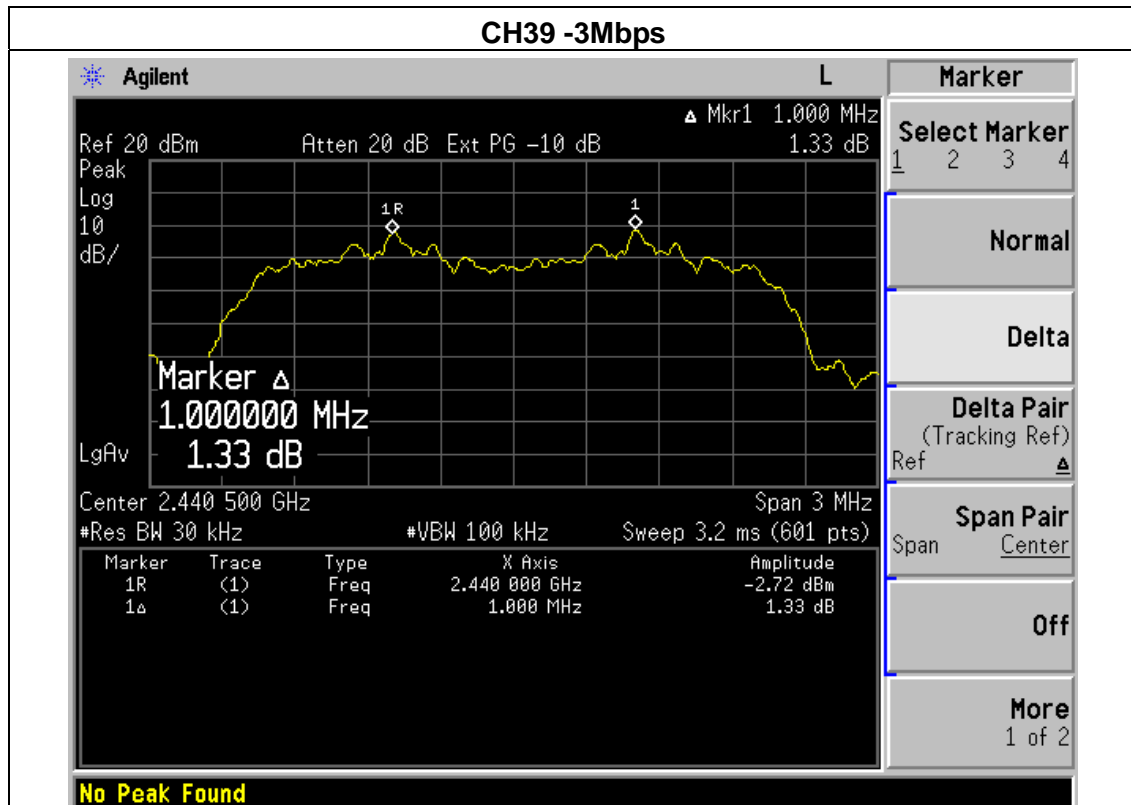 CH39 -3Mbps
Agilent L Marker
Δ Mkr1 1.000 MHz
Ref 20 dBm Atten 20 dB Ext PG -10 dB 1.33 dB
Peak
Log
10
dB/
1R
1
Marker Δ
1.000000 MHz
1.33 dB
LgAv
Center 2.440 500 GHz Span 3 MHz
#Res BW 30 kHz #VBW 100 kHz Sweep 3.2 ms (601 pts)
Marker Trace Type X Axis Amplitude
1R (1) Freq 2.440 000 GHz -2.72 dBm
1Δ (1) Freq 1.000 MHz 1.33 dB
No Peak Found
Select Marker
1 2 3 4
Normal
Delta
Delta Pair
(Tracking Ref)
Ref Δ
Span Pair
Span Center
Off
More
1 of 2